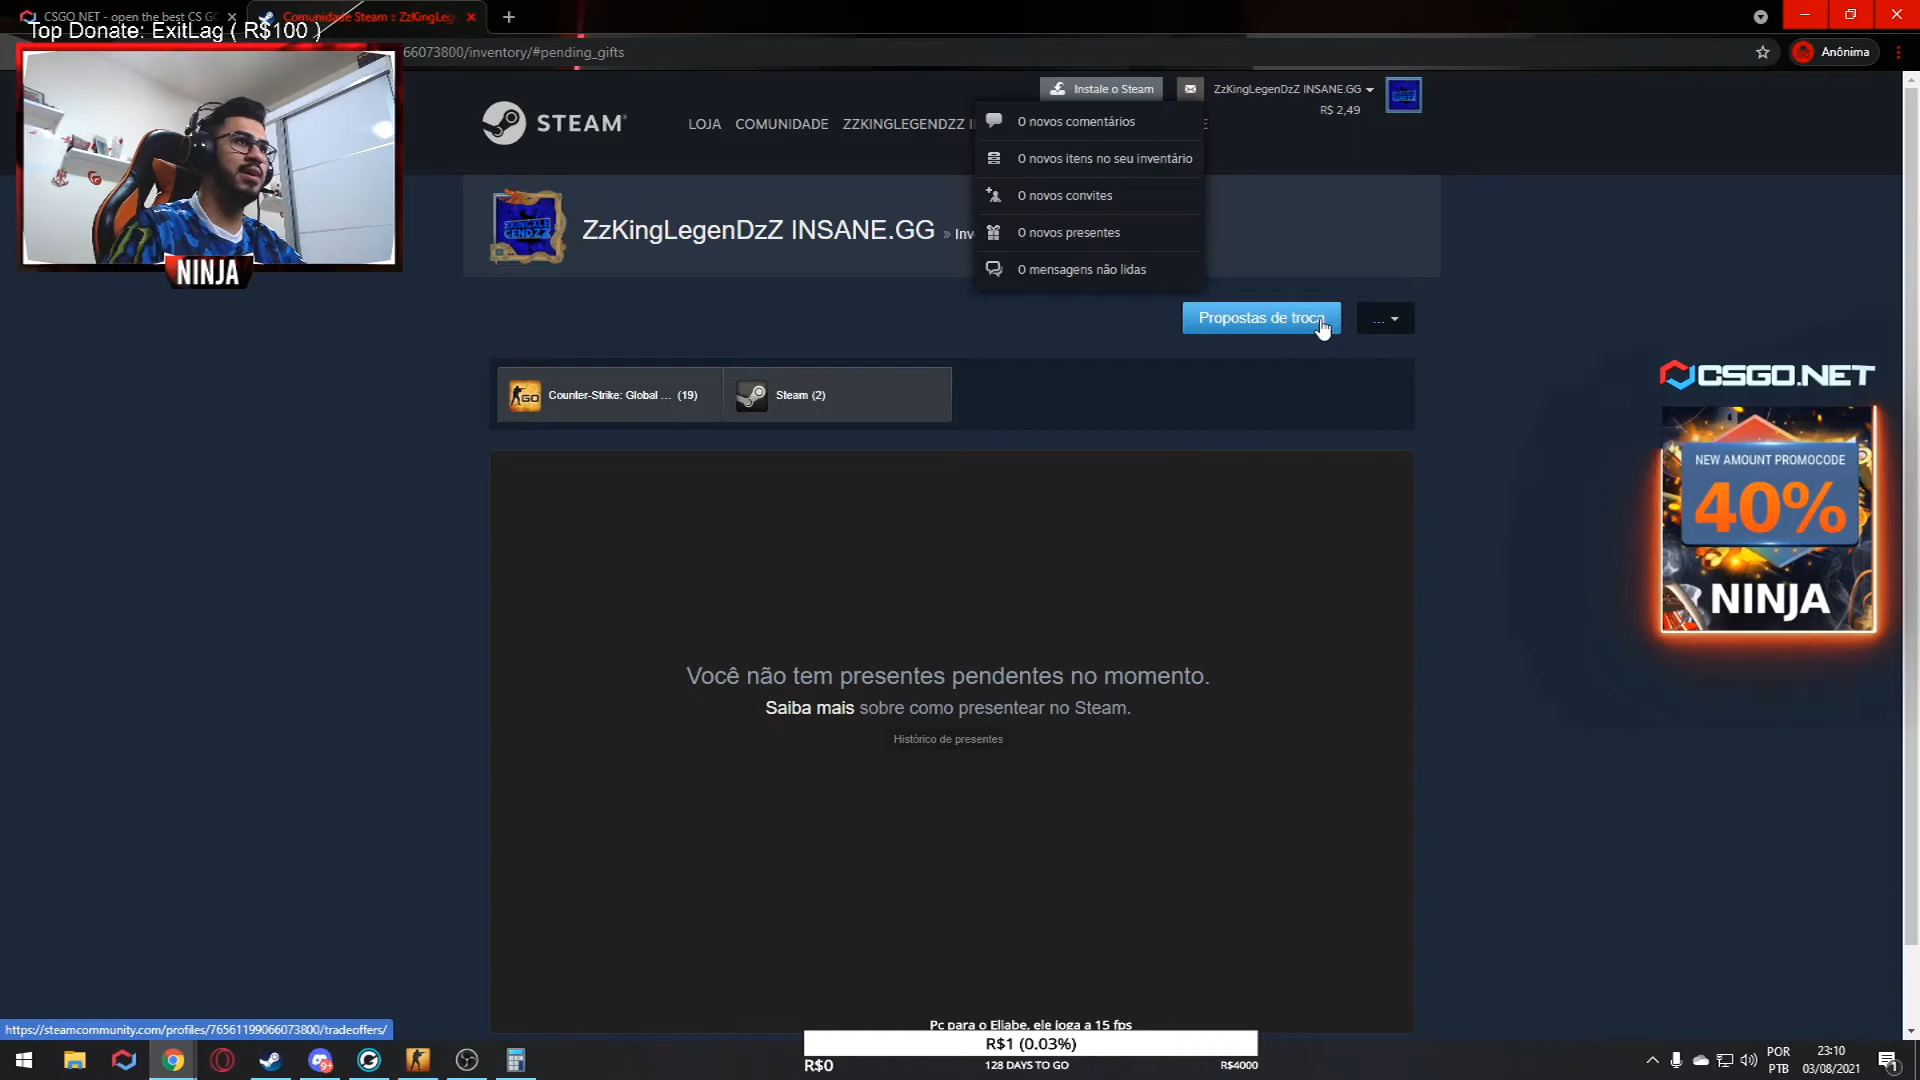 CSGO.NET - open the best CS GO
Comunidade Steam :: ZzKingLeg
Top Donate: ExitLag ( R$100 )
66073800/inventory/#pending_gifts
Anônima
STEAM
LOJA
COMUNIDADE
ZZKINGLEGENDZZ
Instale o Steam
ZzKingLegenDzZ INSANE.GG
R$ 2,49
0 novos comentários
0 novos itens no seu inventário
0 novos convites
0 novos presentes
0 mensagens não lidas
NINJA
ZzKingLegenDzZ INSANE.GG » Inv
Propostas de troca
...
Counter-Strike: Global ... (19)
Steam (2)
CSGO.NET
NEW AMOUNT PROMOCODE
40%
NINJA
Você não tem presentes pendentes no momento.
Saiba mais sobre como presentear no Steam.
Histórico de presentes
https://steamcommunity.com/profiles/76561199066073800/tradeoffers/
Pc para o Eliabe, ele joga a 15 fps
R$1 (0.03%)
R$0
128 DAYS TO GO
R$4000
POR
PTB
23:10
03/08/2021